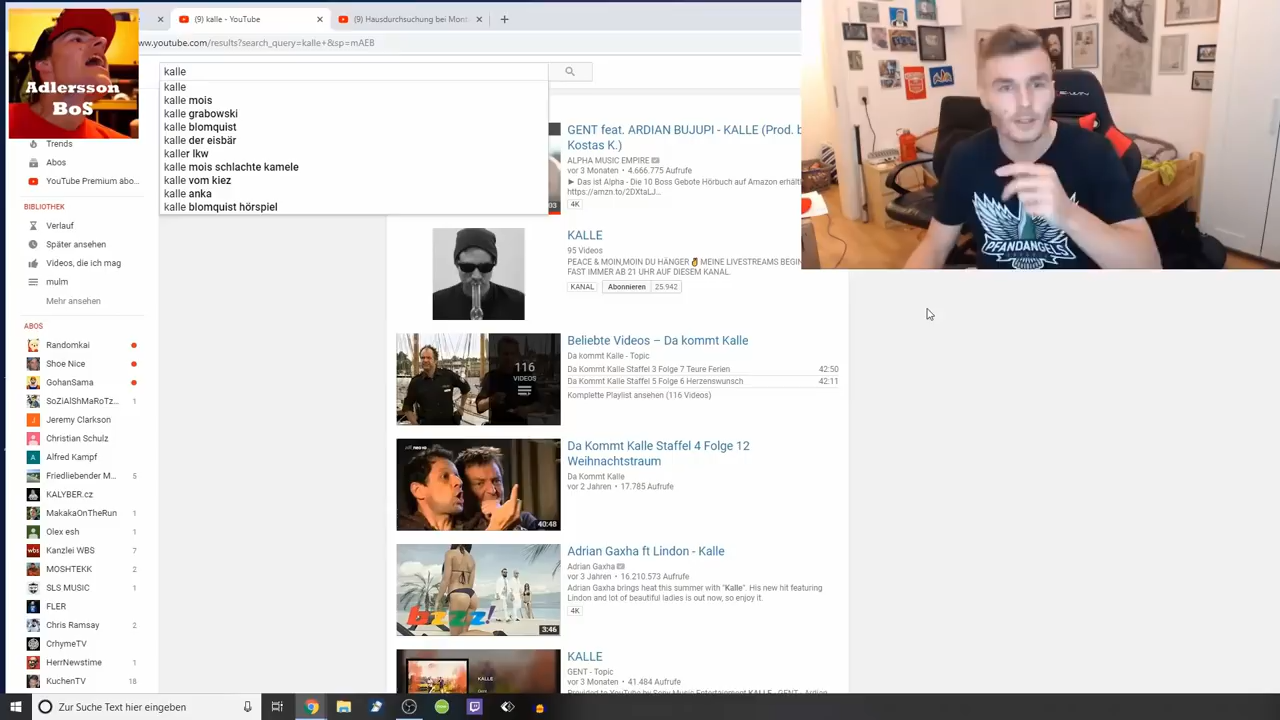 (9) kalle - YouTube
(9) Hausdurchsuchung bei Mont
www.youtube.com/results?search_query=kalle+&sp=mAEB
Adlersson
BoS
kalle
kalle
kalle mois
kalle grabowski
kalle blomquist
kalle der eisbär
kaller lkw
kalle mois schlachte kamele
kalle vom kiez
kalle anka
kalle blomquist hörspiel
Trends
Abos
YouTube Premium abo...
BIBLIOTHEK
Verlauf
Später ansehen
Videos, die ich mag
mulm
Mehr ansehen
ABOS
Randomkai
Shoe Nice
GohanSama
SoZiAlShMaRoTz... 1
Jeremy Clarkson
Christian Schulz
Alfred Kampf
Friedliebender M... 5
KALYBER.cz
MakakaOnTheRun 1
Olex esh 1
Kanzlei WBS 7
MOSHTEKK 2
SLS MUSIC 1
FLER
Chris Ramsay 2
CrhymeTV
HerrNewstime 1
KuchenTV 18
GENT feat. ARDIAN BUJUPI - KALLE (Prod. b
Kostas K.)
ALPHA MUSIC EMPIRE
vor 3 Monaten • 4.666.775 Aufrufe
► Das ist Alpha - Die 10 Boss Gebote Hörbuch auf Amazon erhält
https://amzn.to/2DXtaLJ...
4K
03
KALLE
95 Videos
PEACE & MOIN,MOIN DU HÄNGER MEINE LIVESTREAMS BEGIN
FAST IMMER AB 21 UHR AUF DIESEM KANAL.
KANAL Abonnieren 25.942
116
VIDEOS
Beliebte Videos – Da kommt Kalle
Da kommt Kalle - Topic
Da Kommt Kalle Staffel 3 Folge 7 Teure Ferien 42:50
Da Kommt Kalle Staffel 5 Folge 6 Herzenswunsch 42:11
Komplette Playlist ansehen (116 Videos)
40:48
Da Kommt Kalle Staffel 4 Folge 12
Weihnachtstraum
Da Kommt Kalle
vor 2 Jahren • 17.785 Aufrufe
bzzz!
3:46
Adrian Gaxha ft Lindon - Kalle
Adrian Gaxha
vor 3 Jahren • 16.210.573 Aufrufe
Adrian Gaxha brings heat this summer with "Kalle". His new hit featuring
Lindon and lot of beautiful ladies is out now, so enjoy it.
4K
KALLE
KALLE
GENT - Topic
vor 3 Monaten • 41.484 Aufrufe
PFANDANGELS
Zur Suche Text hier eingeben